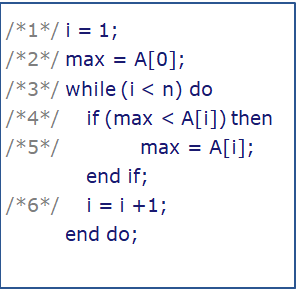 /*1*/ i = 1;
/*2*/ max = A[0];
/*3*/ while (i < n) do
/*4*/    if (max < A[i]) then
/*5*/          max = A[i];
         end if;
/*6*/    i = i +1;
      end do;